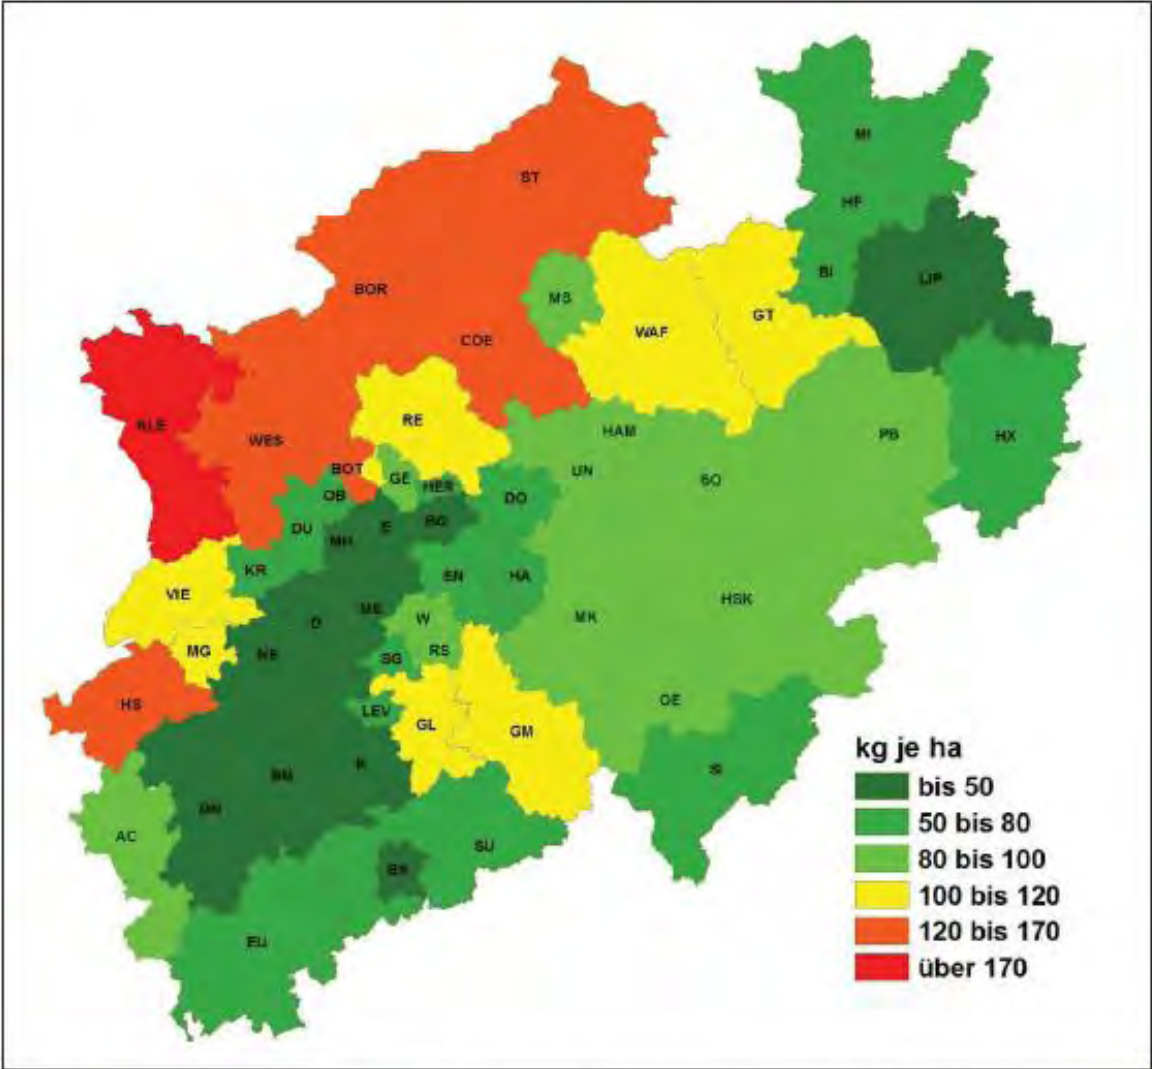 MI
ST
HF
BI
LIP
BOR
MS
GT
WAF
COE
KLE
RE
WES
HAM
PB
HX
BOT
UN
GE
SO
HER
OB
DO
DU
BO
E
MH
KR
EN
HA
VIE
ME
HSK
W
MK
D
MG
NE
RS
SG
OE
HS
LEV
GL
GM
K
SI
BM
DN
AC
SU
BN
EU
kg je ha
bis 50
50 bis 80
80 bis 100
100 bis 120
120 bis 170
über 170